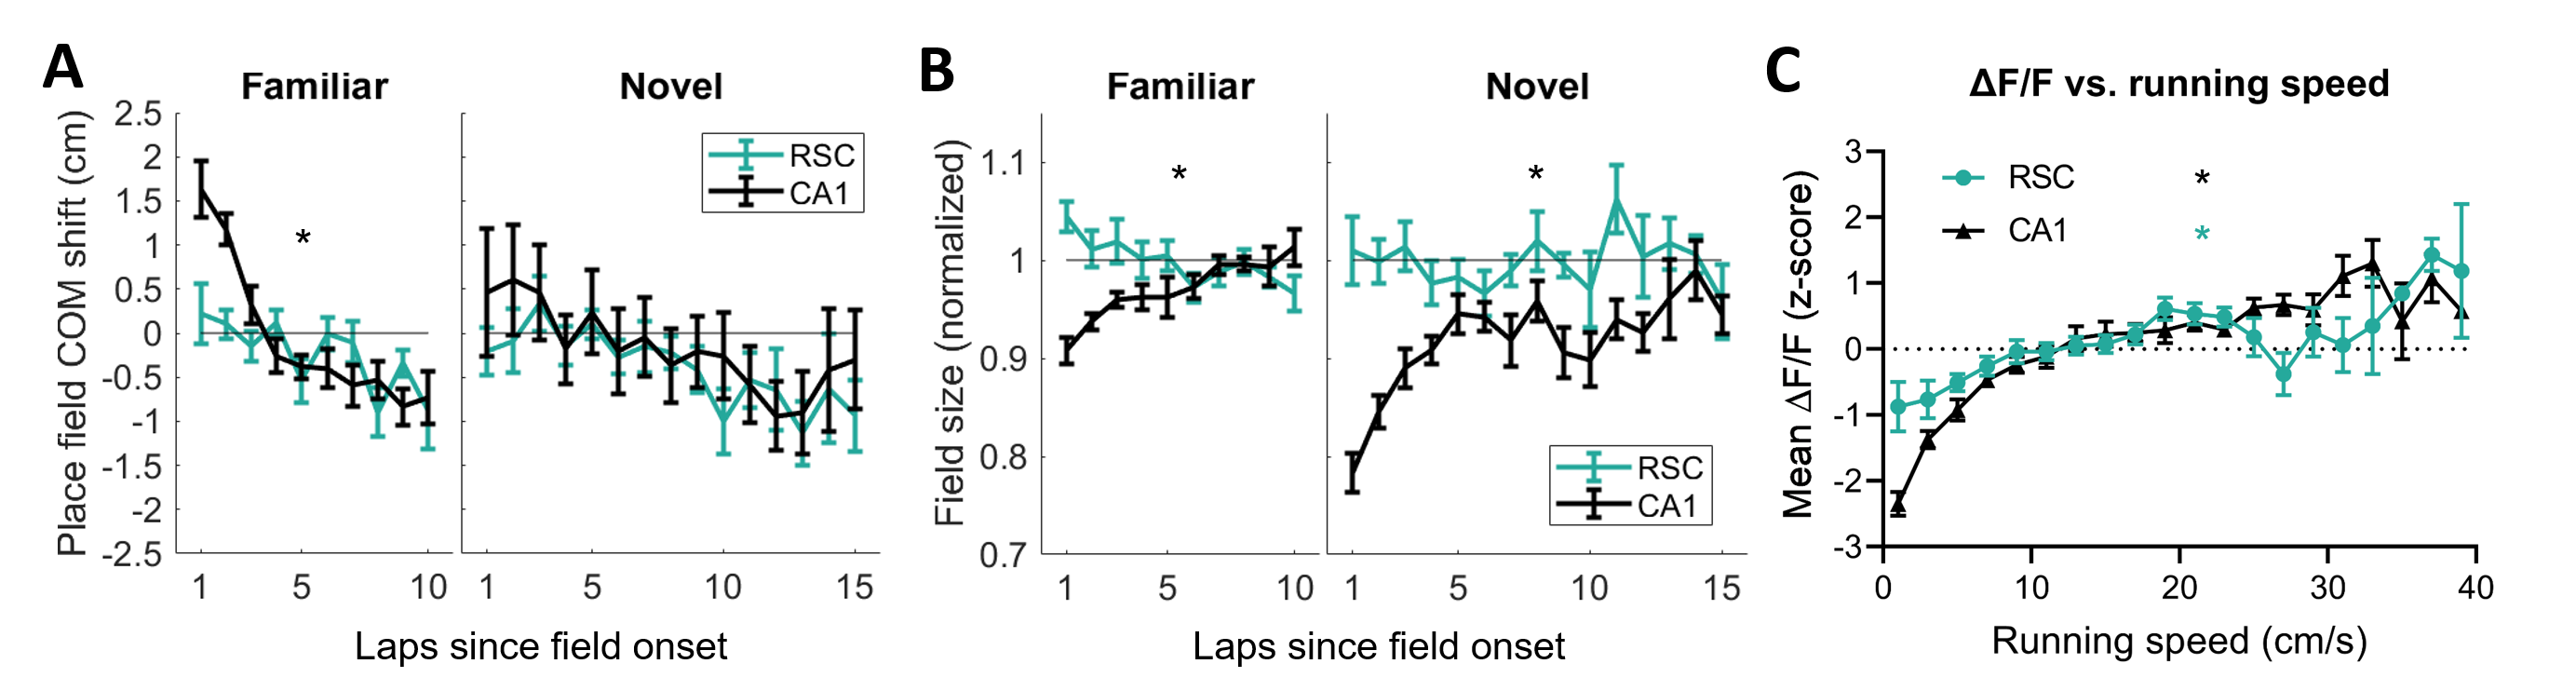 A
Familiar
Novel
Place field COM shift (cm)
2.5
2
1.5
1
0.5
0
-0.5
-1
-1.5
-2
-2.5
*
RSC
CA1
1 5 10
1 5 10 15
Laps since field onset
B
Familiar
Novel
Field size (normalized)
1.1
1
0.9
0.8
0.7
*
*
RSC
CA1
1 5 10
1 5 10 15
Laps since field onset
C
ΔF/F vs. running speed
Mean ΔF/F (z-score)
3
2
1
0
-1
-2
-3
RSC *
CA1 *
0 10 20 30 40
Running speed (cm/s)